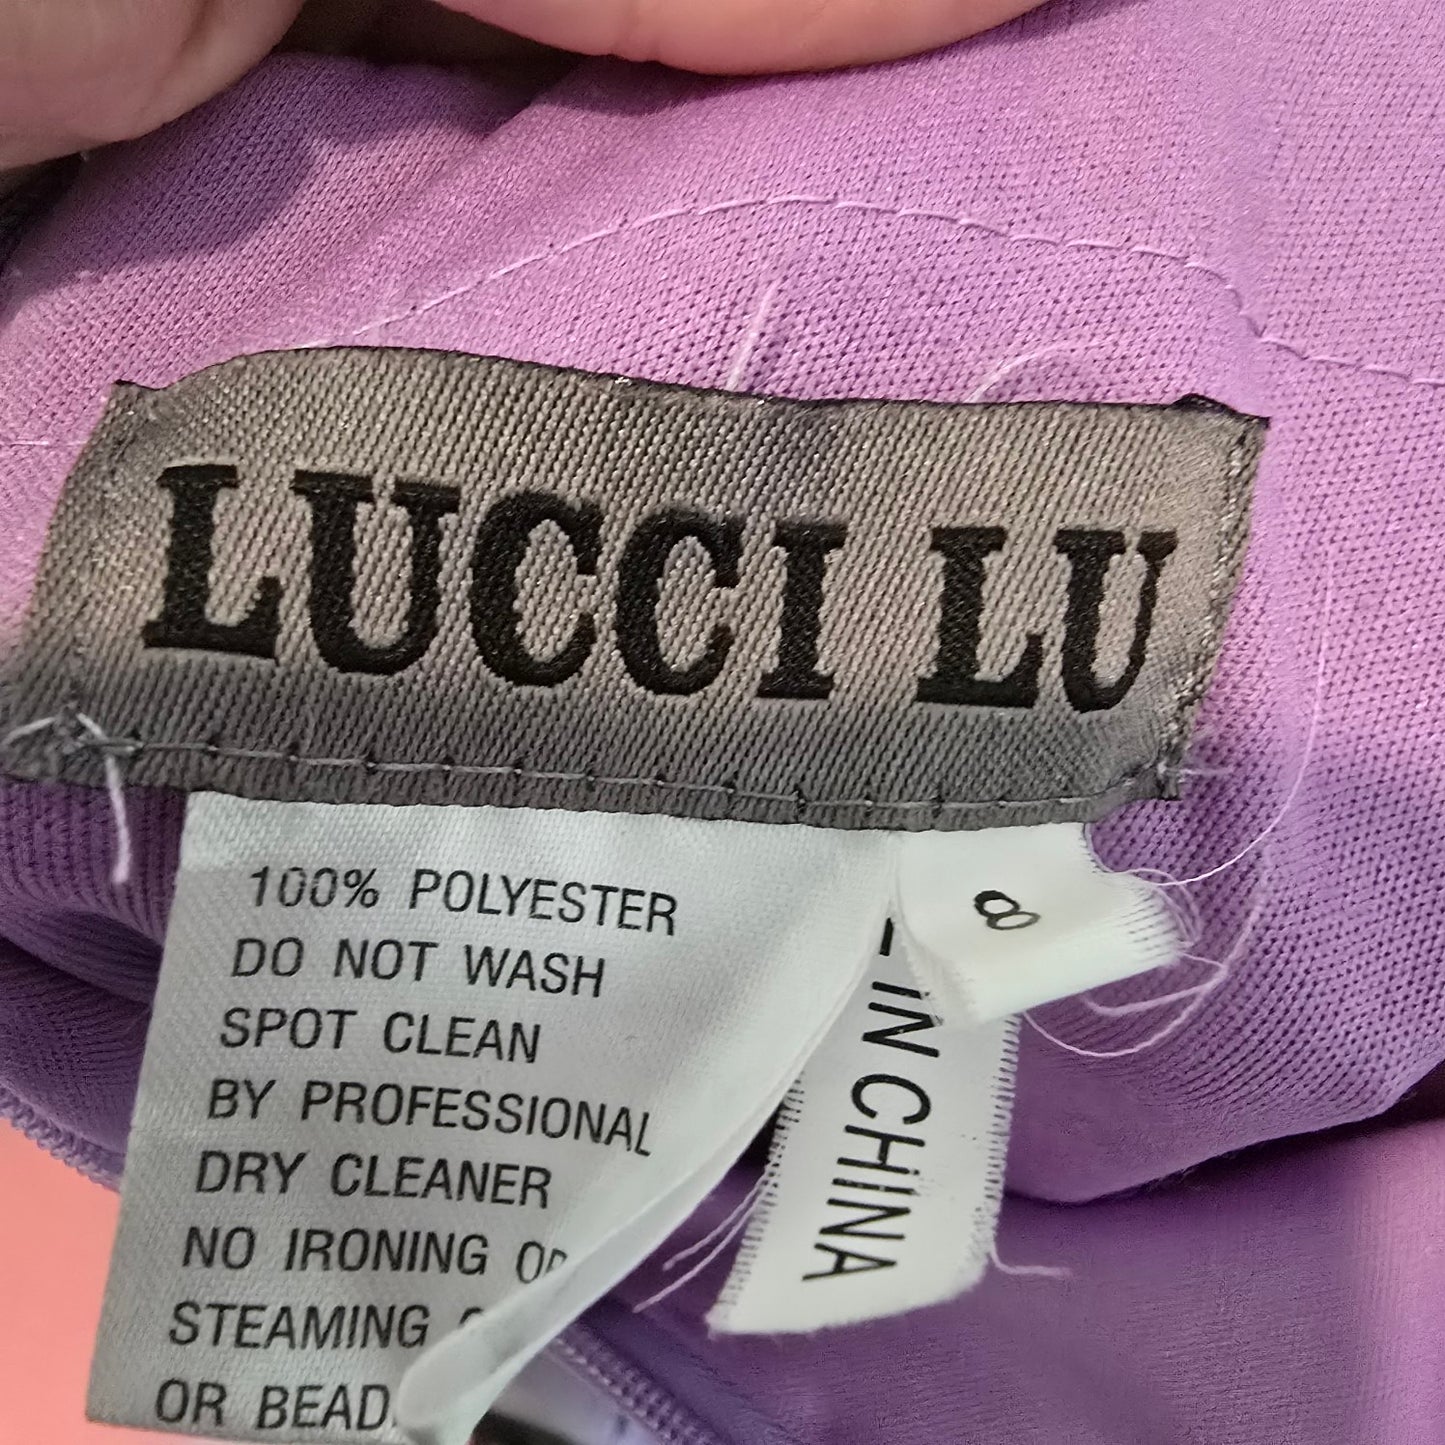 LUCCI LU
100% POLYESTER
DO NOT WASH
SPOT CLEAN
BY PROFESSIONAL
DRY CLEANER
NO IRONING
STEAMING
OR
8
IN CHINA